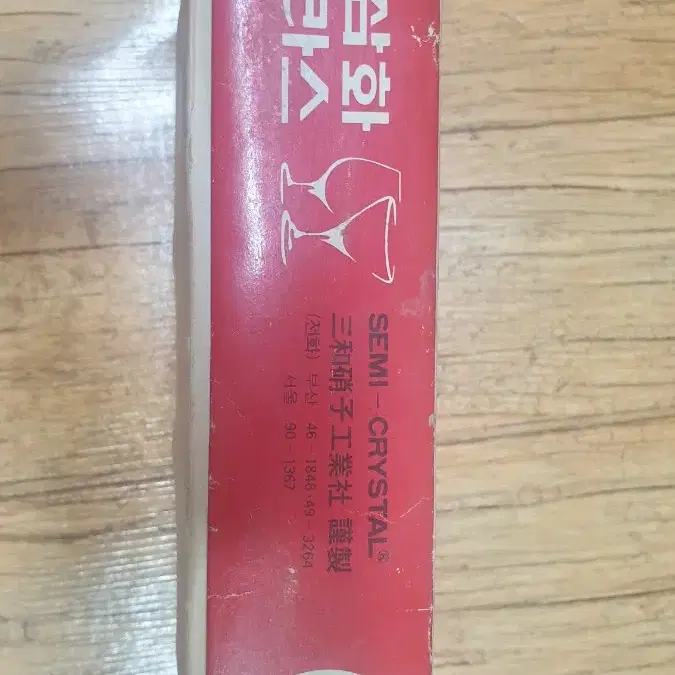 삼화
라스
SEMI-CRYSTAL®
三和硝子工業社 謹製
(전화) 부산 46-1848·49-3264
서울 90-1367